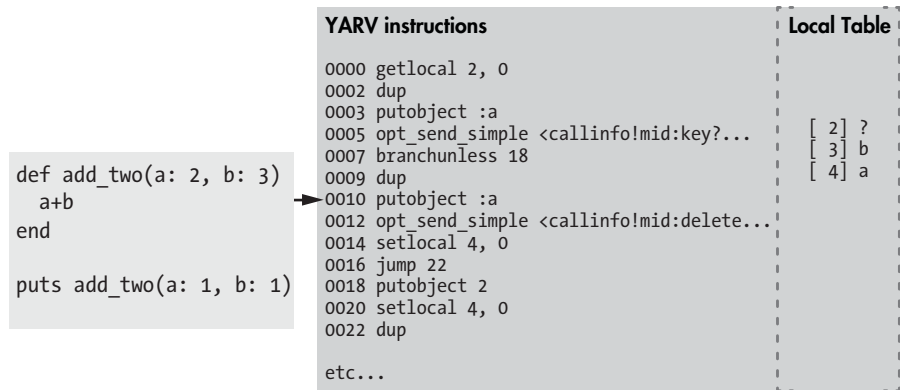 def add_two(a: 2, b: 3)
  a+b
end
puts add_two(a: 1, b: 1)
YARV instructions
0000 getlocal 2, 0
0002 dup
0003 putobject :a
0005 opt_send_simple <callinfo!mid:key?...
0007 branchunless 18
0009 dup
0010 putobject :a
0012 opt_send_simple <callinfo!mid:delete...
0014 setlocal 4, 0
0016 jump 22
0018 putobject 2
0020 setlocal 4, 0
0022 dup
etc...
Local Table
[ 2] ?
[ 3] b
[ 4] a